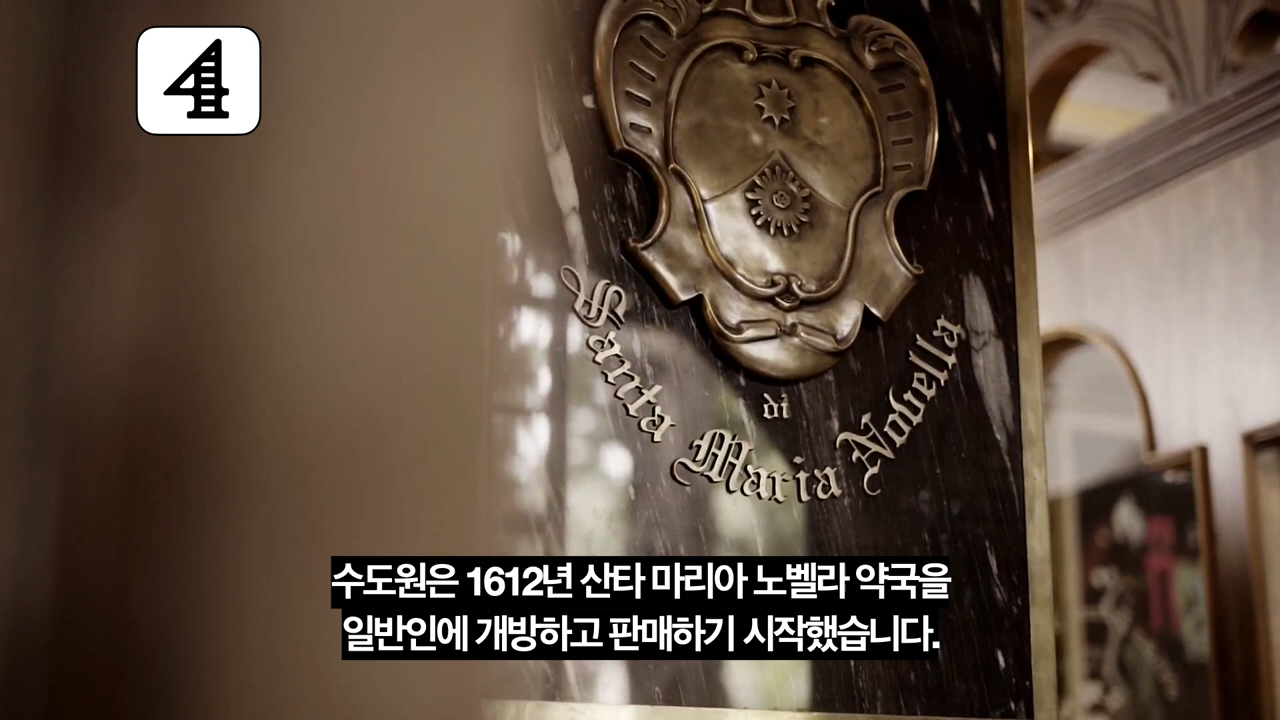 4
di
Santa Maria Novella
수도원은 1612년 산타 마리아 노벨라 약국을
일반인에 개방하고 판매하기 시작했습니다.